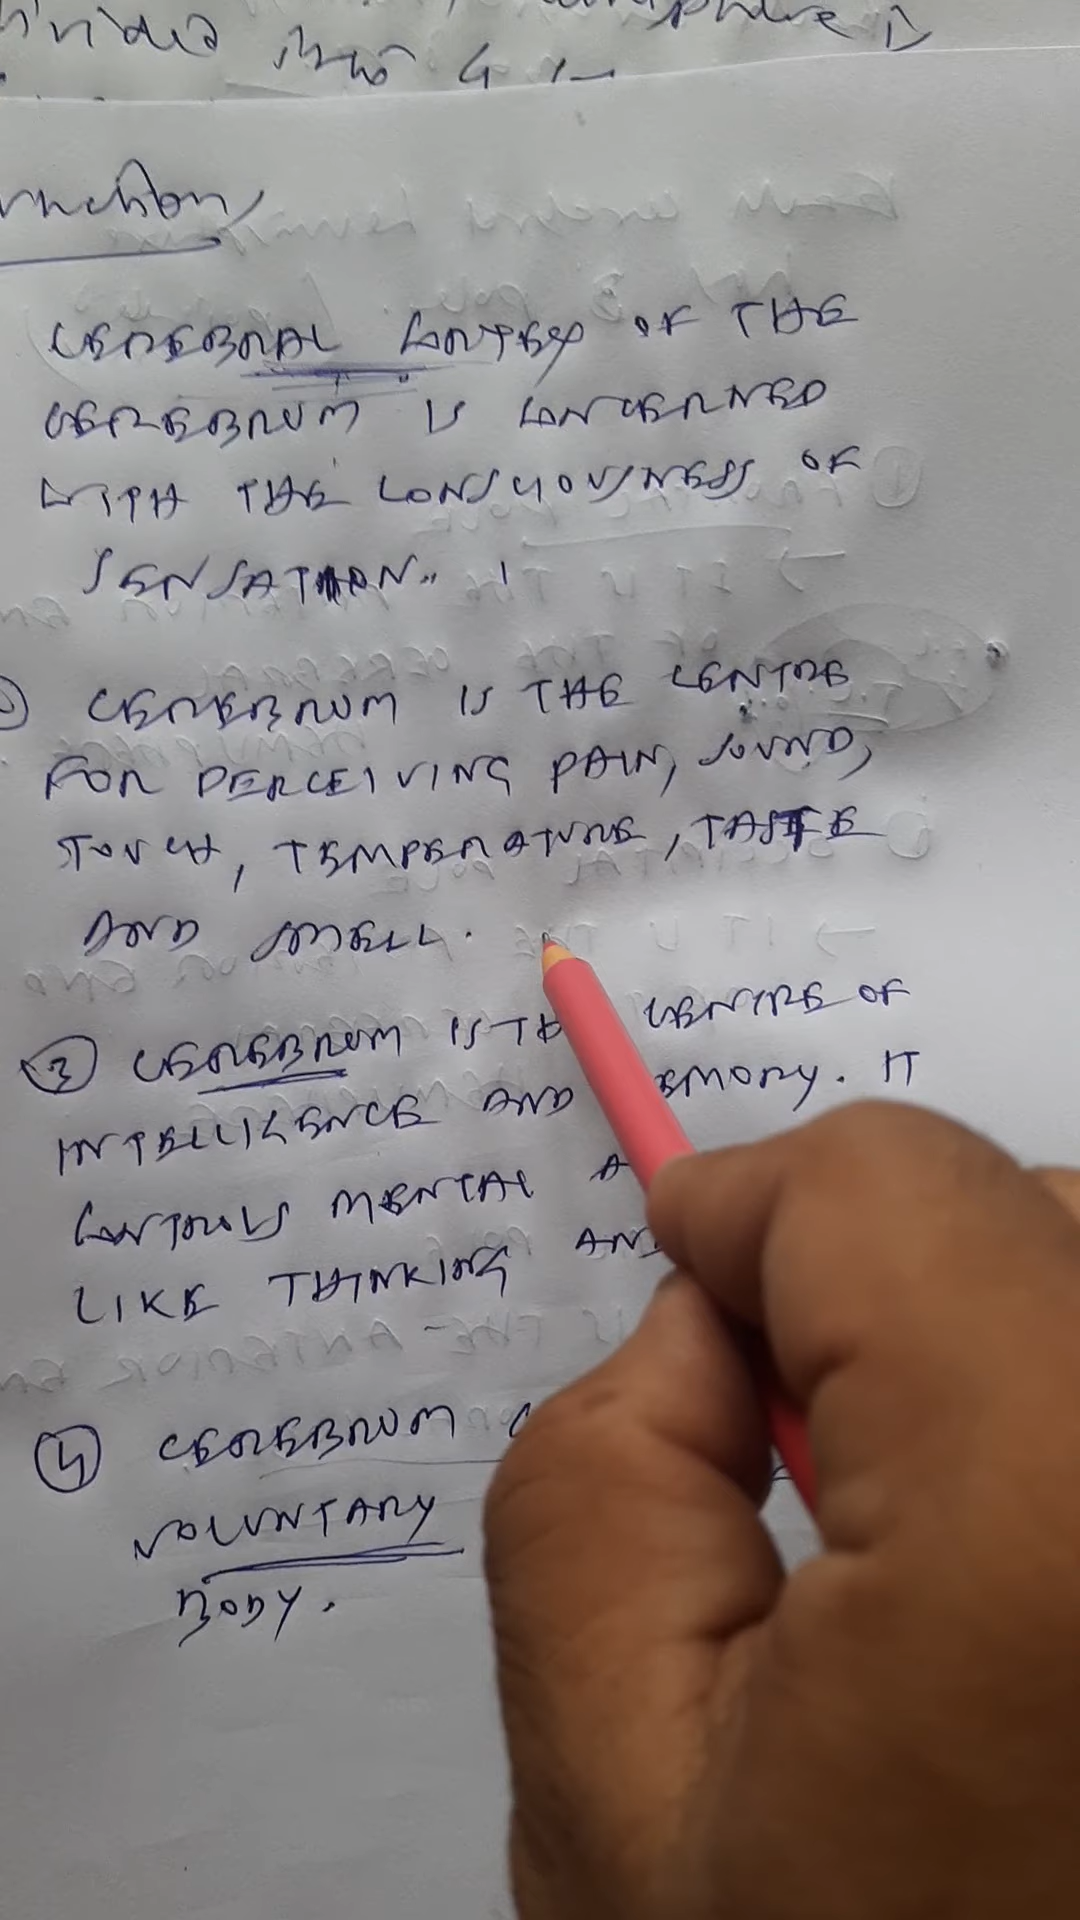 CEREBRAL CORTEX OF THE
CEREBRUM IS CONCERNED
WITH THE CONSCIOUSNESS OF
SENSATION.
CEREBRUM IS THE CENTRE
FOR PERCEIVING PAIN, SOUND,
TOUCH, TEMPERATURE, TASTE
AND SMELL.
3 CEREBRUM IS THE CENTRE OF
INTELLIGENCE AND MEMORY. IT
CONTROLS MENTAL
LIKE THINKING AND
4 CEREBRUM
VOLUNTARY
BODY.